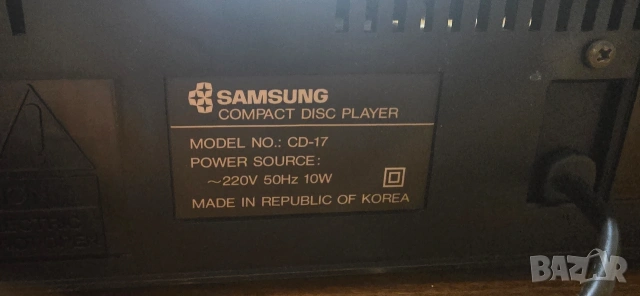 SAMSUNG
COMPACT DISC PLAYER
MODEL NO.: CD-17
POWER SOURCE:
~220V 50Hz 10W
MADE IN REPUBLIC OF KOREA
BAZAR